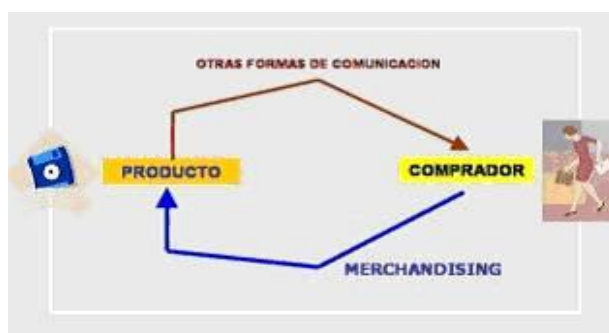 OTRAS FORMAS DE COMUNICACION
PRODUCTO
COMPRADOR
MERCHANDISING